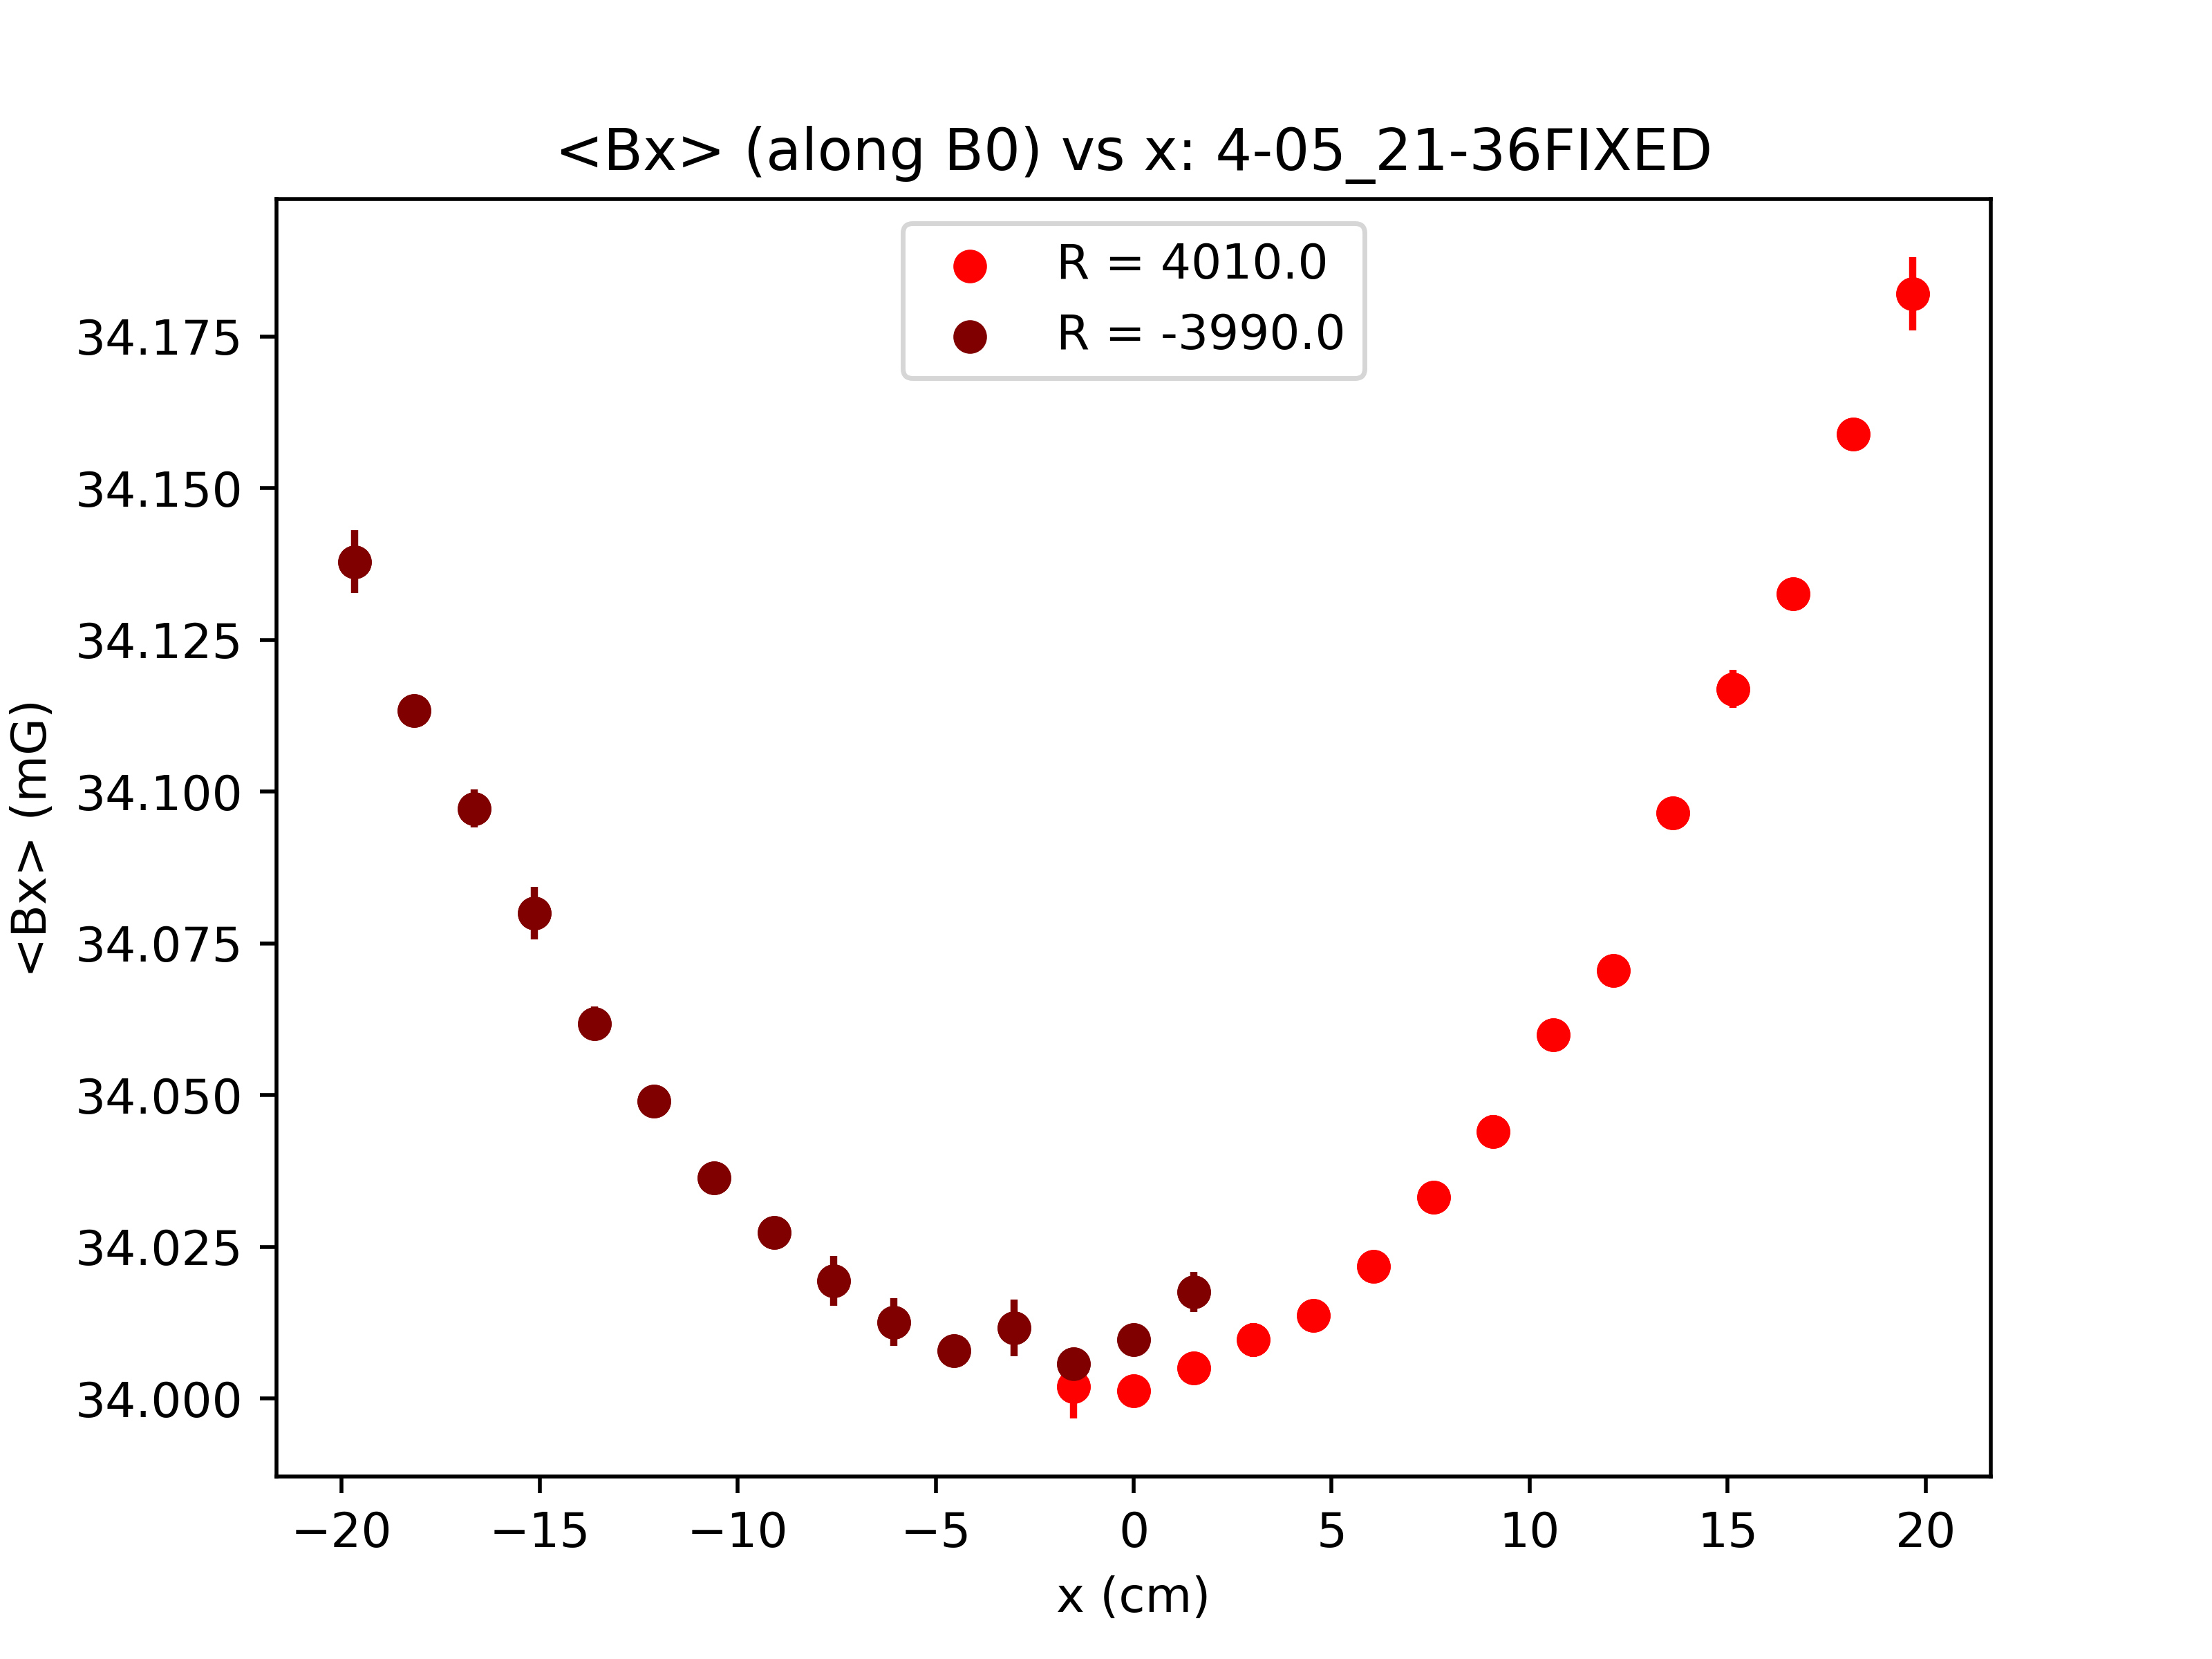 <Bx> (along B0) vs x: 4-05_21-36FIXED
R = 4010.0
R = -3990.0
34.175
34.150
34.125
34.100
34.075
34.050
34.025
34.000
<Bx> (mG)
−20 −15 −10 −5 0 5 10 15 20
x (cm)